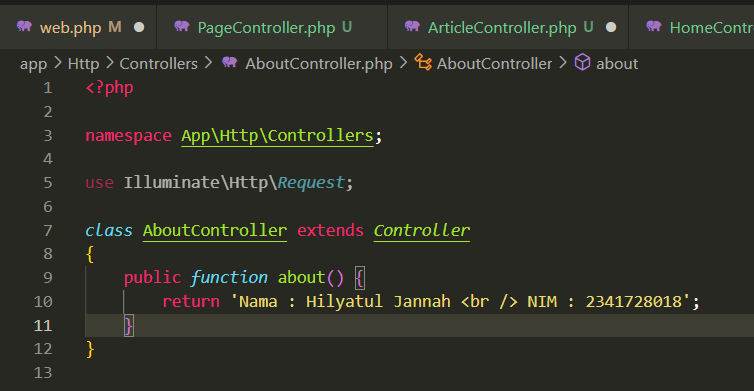 web.php M
PageController.php U
ArticleController.php U
HomeContr
app > Http > Controllers > AboutController.php > AboutController > about
1 <?php
2
3 namespace App\Http\Controllers;
4
5 use Illuminate\Http\Request;
6
7 class AboutController extends Controller
8 {
9     public function about() {
10         return 'Nama : Hilyatul Jannah <br /> NIM : 2341728018';
11     }
12 }
13